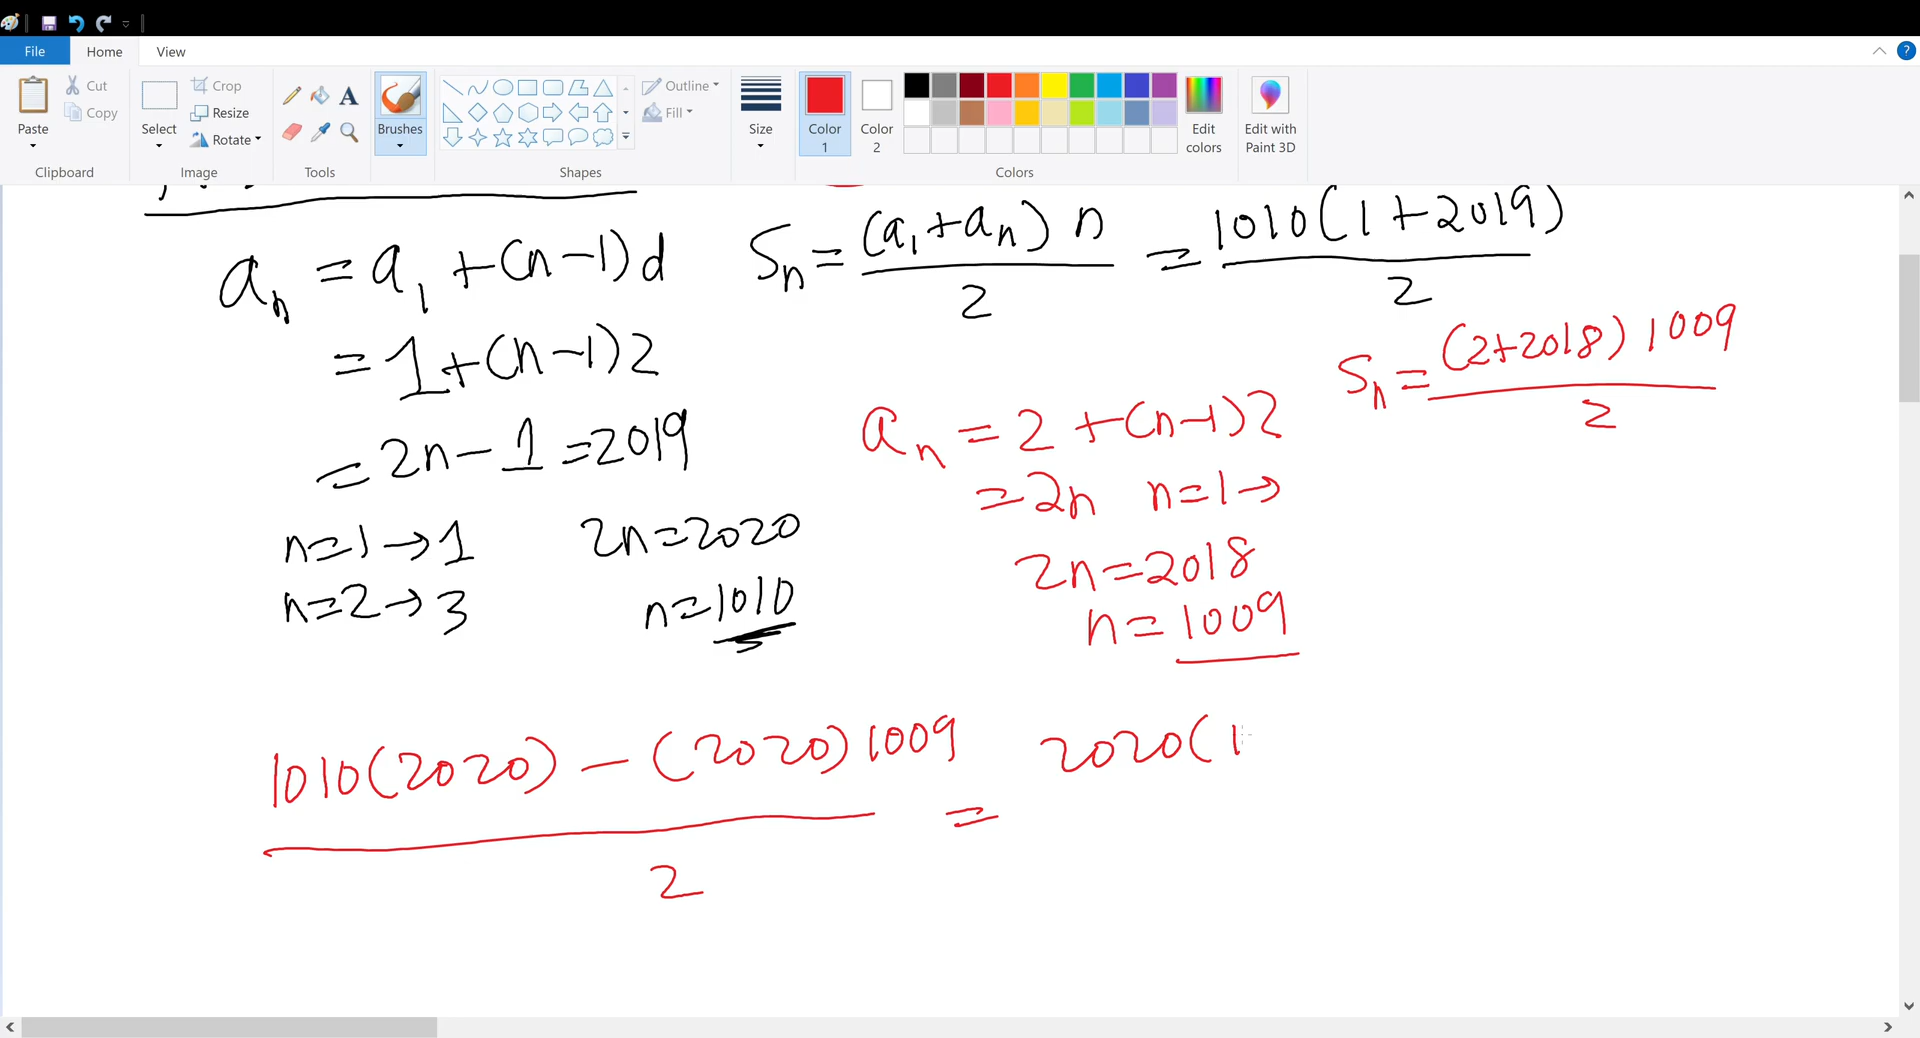 File Home View
Paste
Cut
Copy
Clipboard
Select
Crop
Resize
Rotate
Image
A
Tools
Brushes
Shapes
Outline
Fill
Size
Color 1
Color 2
Edit colors
Colors
Edit with Paint 3D
?
aₙ = a₁ + (n−1)d
= 1 + (n−1)2
= 2n − 1 = 2019
n=1→1
n=2→3
2n=2020
n=1010
Sₙ = (a₁+aₙ) n / 2 = 1010(1+2019) / 2
Sₙ = (2+2018) 1009 / 2
aₙ = 2 + (n−1)2
= 2n n=1→
2n=2018
n=1009
1010(2020) − (2020)1009 / 2 = 2020(1